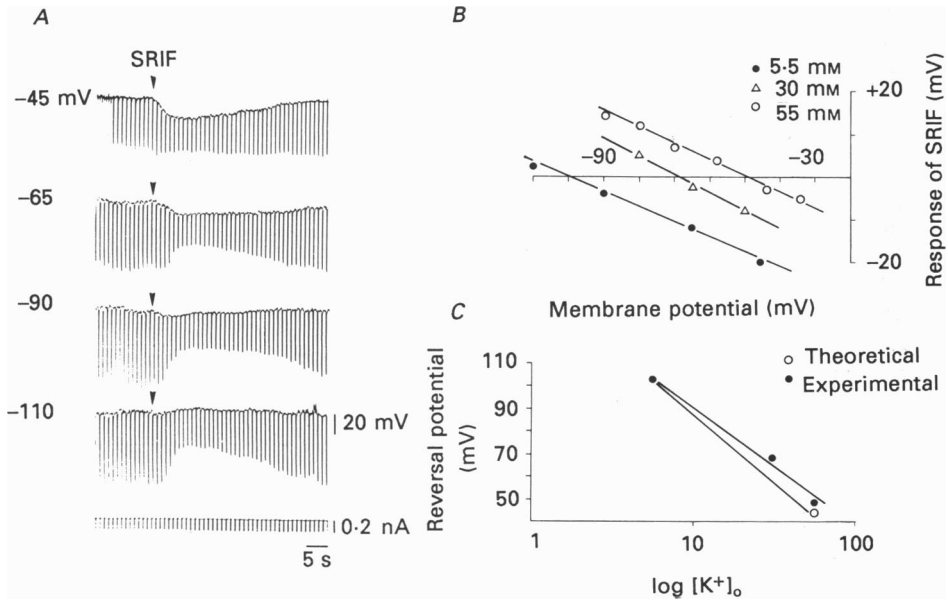 A
SRIF
−45 mV
−65
−90
−110
20 mV
0·2 nA
5 s
B
5·5 mM
30 mM
55 mM
+20
−90
−30
−20
Response of SRIF (mV)
Membrane potential (mV)
C
Theoretical
Experimental
110
90
70
50
Reversal potential
(mV)
1
10
100
log [K+]o